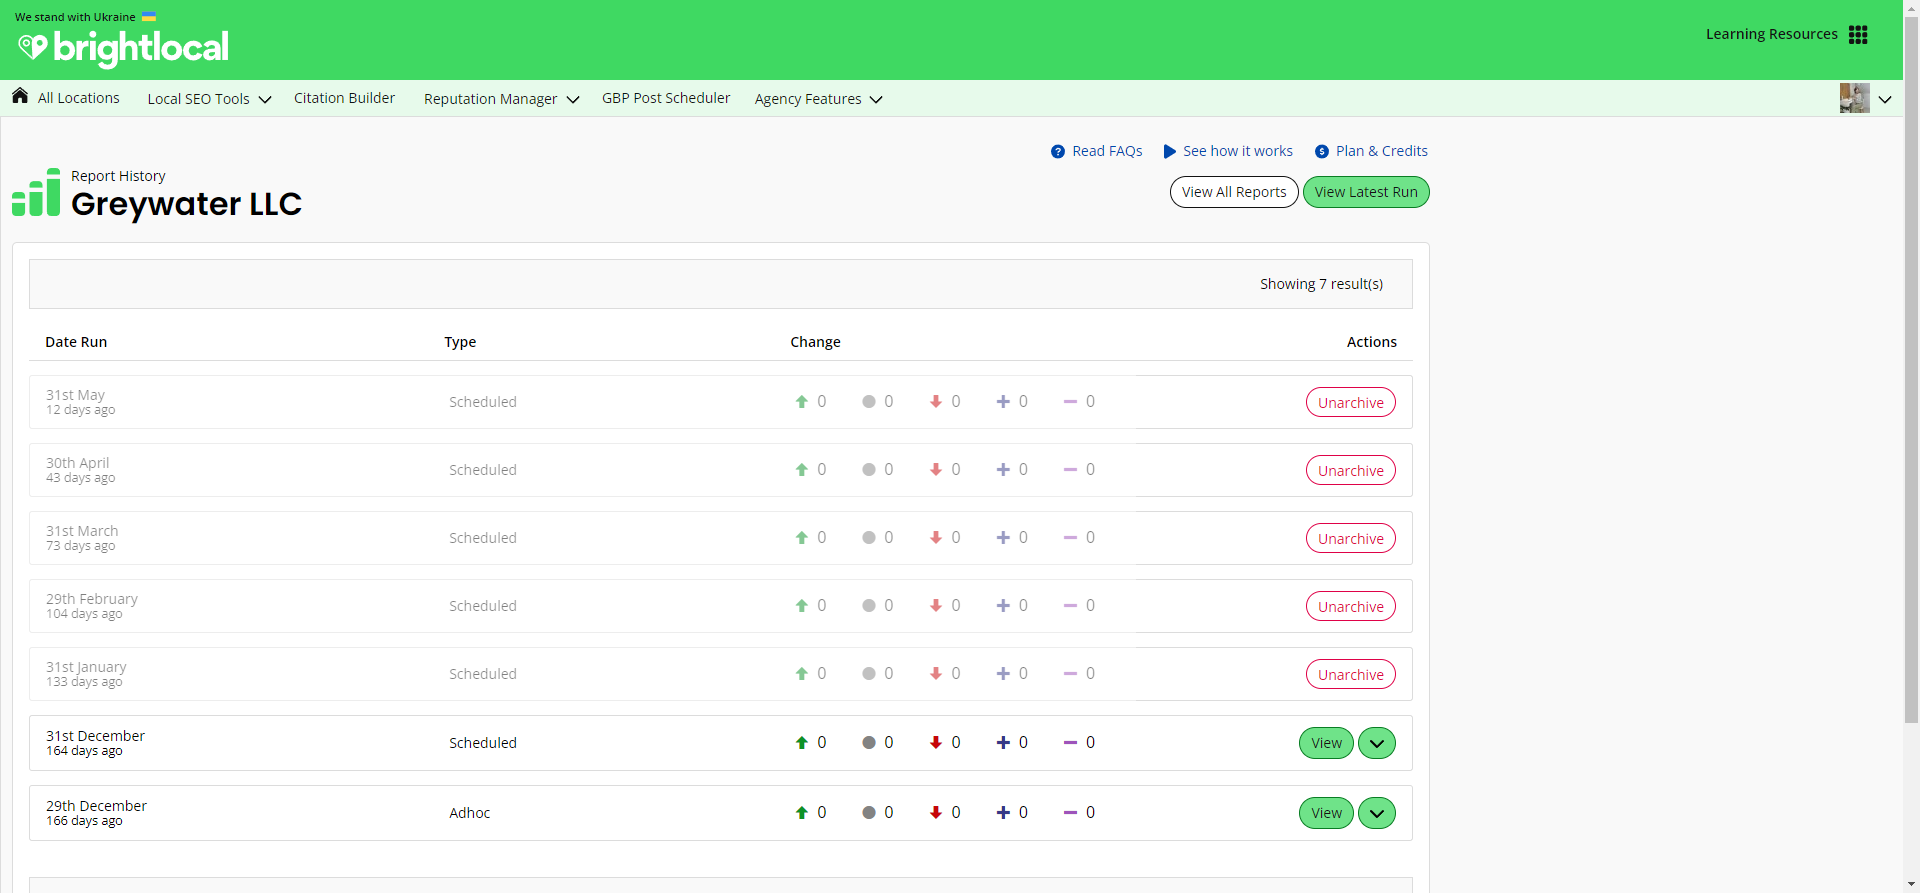 We stand with Ukraine
brightlocal
Learning Resources
All Locations Local SEO Tools Citation Builder Reputation Manager GBP Post Scheduler Agency Features
Read FAQs See how it works Plan & Credits
Report History
Greywater LLC
View All Reports View Latest Run
Showing 7 result(s)
Date Run Type Change Actions
31st May
12 days ago
Scheduled 0 0 0 0 0 Unarchive
30th April
43 days ago
Scheduled 0 0 0 0 0 Unarchive
31st March
73 days ago
Scheduled 0 0 0 0 0 Unarchive
29th February
104 days ago
Scheduled 0 0 0 0 0 Unarchive
31st January
133 days ago
Scheduled 0 0 0 0 0 Unarchive
31st December
164 days ago
Scheduled 0 0 0 0 0 View
29th December
166 days ago
Adhoc 0 0 0 0 0 View